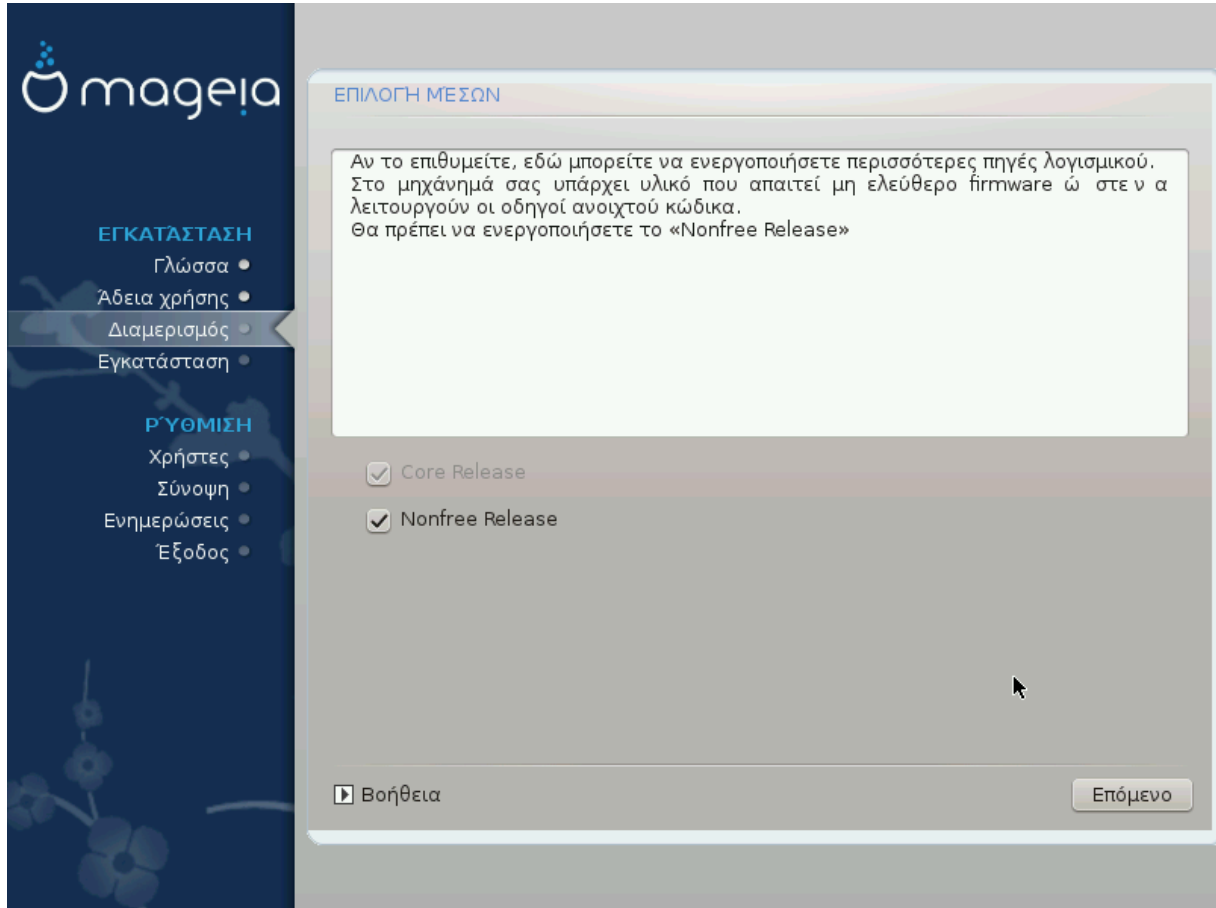 mageia
ΕΓΚΑΤΆΣΤΑΣΗ
Γλώσσα
Άδεια χρήσης
Διαμερισμός
Εγκατάσταση
ΡΎΘΜΙΣΗ
Χρήστες
Σύνοψη
Ενημερώσεις
Έξοδος
ΕΠΙΛΟΓΉ ΜΈΣΩΝ
Αν το επιθυμείτε, εδώ μπορείτε να ενεργοποιήσετε περισσότερες πηγές λογισμικού.
Στο μηχάνημά σας υπάρχει υλικό που απαιτεί μη ελεύθερο firmware ώ στε ν α
λειτουργούν οι οδηγοί ανοιχτού κώδικα.
Θα πρέπει να ενεργοποιήσετε το «Nonfree Release»
Core Release
Nonfree Release
Βοήθεια
Επόμενο